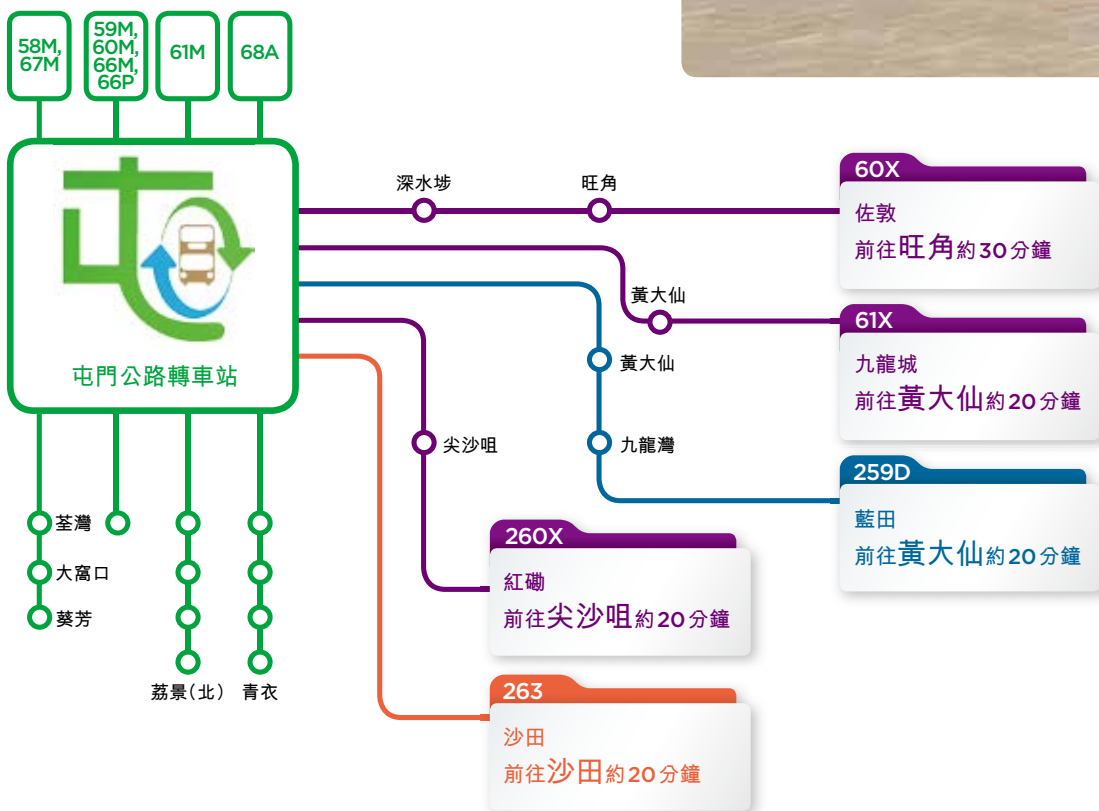 58M,
67M
59M,
60M,
66M,
66P
61M
68A
屯門公路轉車站
深水埗
旺角
60X
佐敦
前往旺角約30分鐘
黃大仙
61X
九龍城
前往黃大仙約20分鐘
黃大仙
九龍灣
259D
藍田
前往黃大仙約20分鐘
尖沙咀
260X
紅磡
前往尖沙咀約20分鐘
263
沙田
前往沙田約20分鐘
荃灣
大窩口
葵芳
荔景(北)
青衣